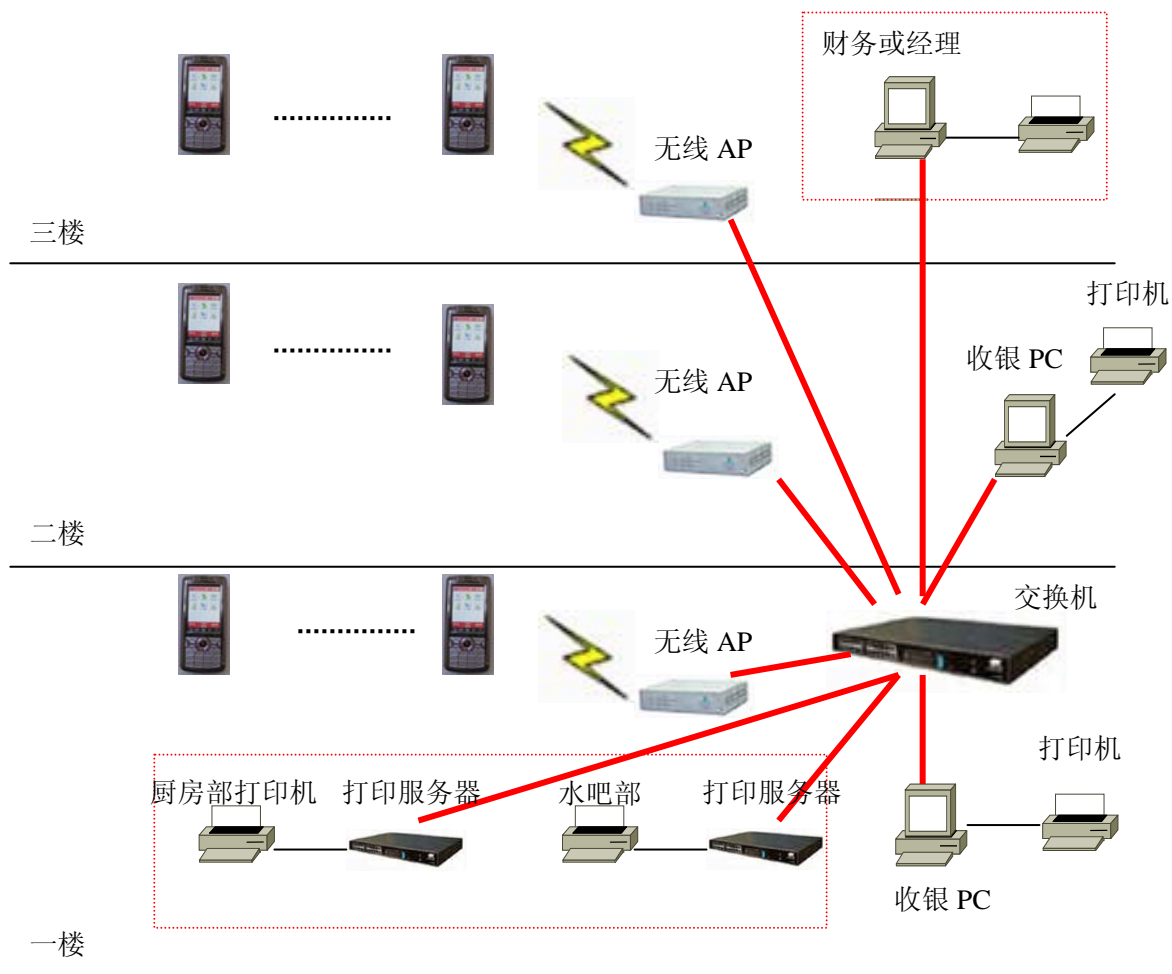 财务或经理
无线 AP
三楼
打印机
收银 PC
无线 AP
二楼
交换机
无线 AP
打印机
厨房部打印机
打印服务器
水吧部
打印服务器
收银 PC
一楼